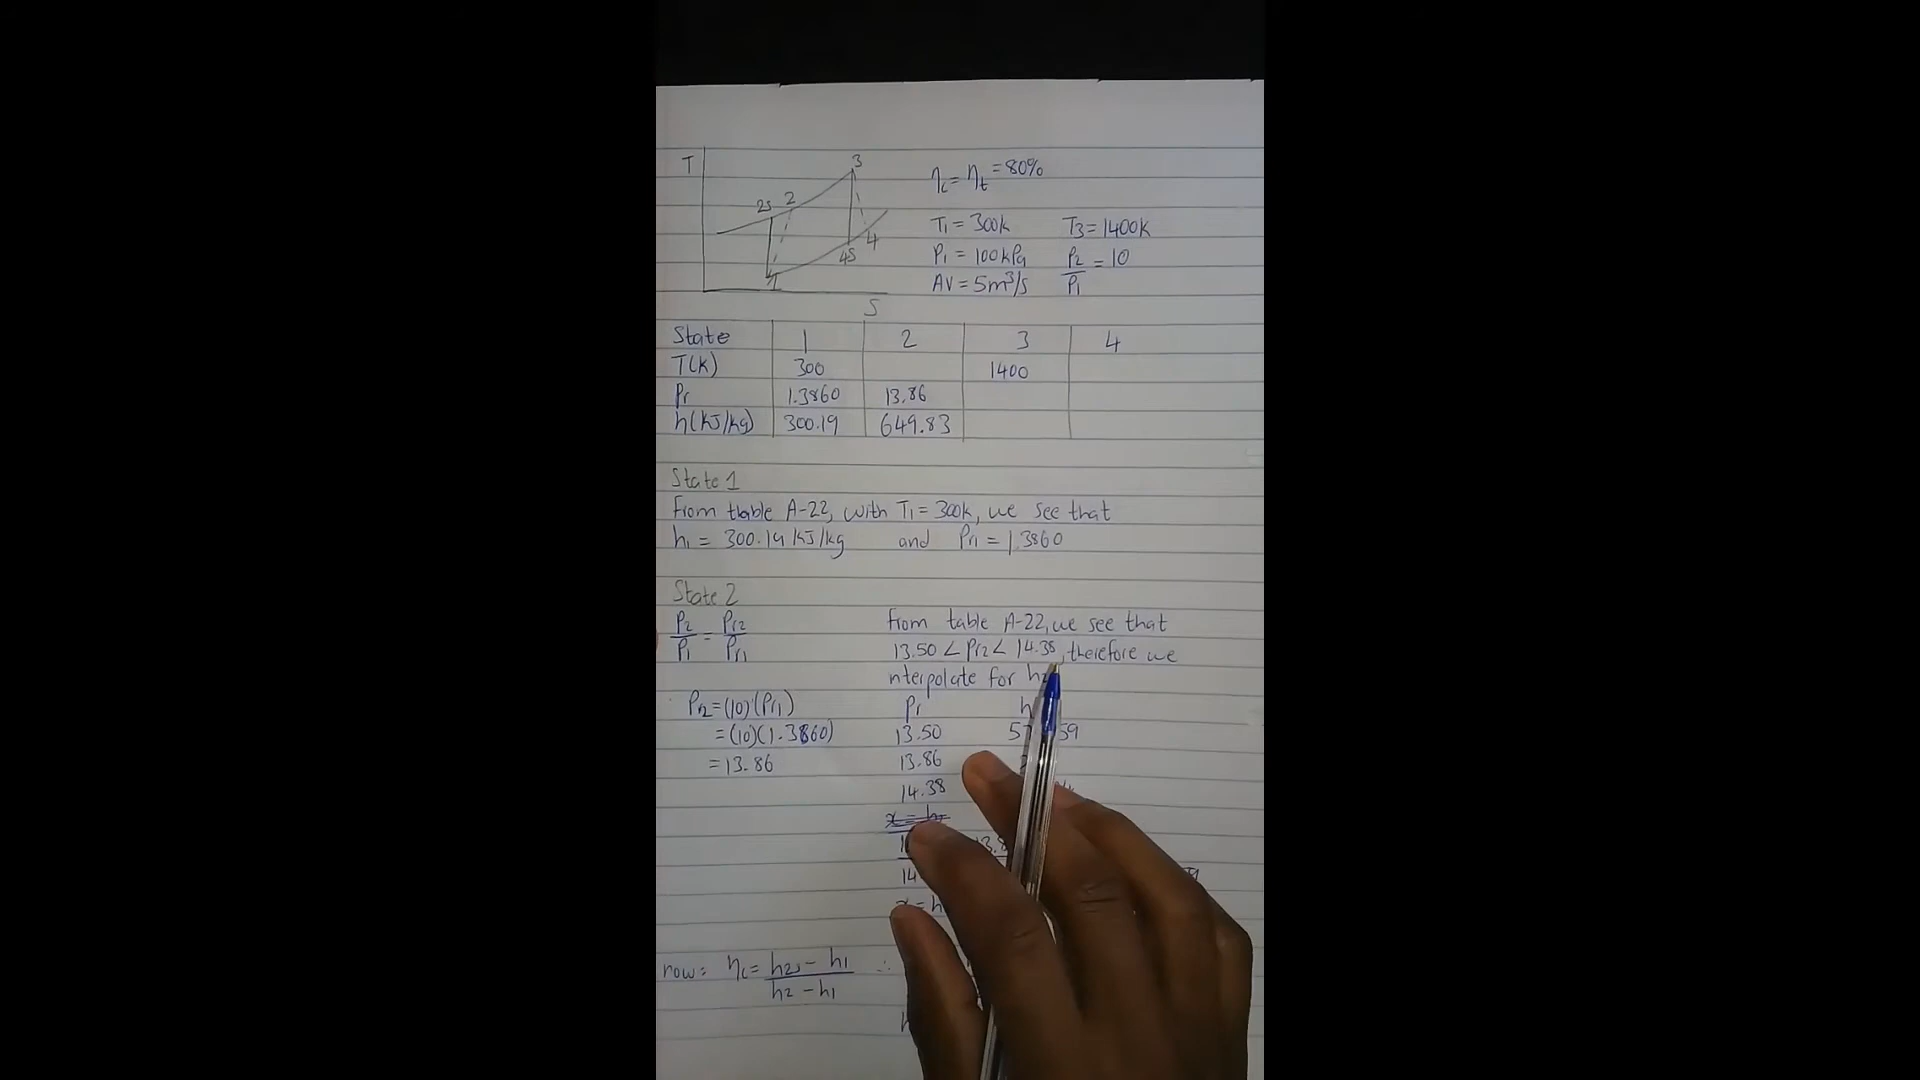 T
3
2s 2
4s 4
1
S
ηc = ηt = 80%
T1 = 300k T3 = 1400k
P1 = 100kPa P2/P1 = 10
AV = 5m³/s
State 1 2 3 4
T(k) 300 1400
Pr 1.3860 13.86
h(kJ/kg) 300.19 649.83
State 1
From table A-22, with T1 = 300k, we see that
h1 = 300.19 kJ/kg and Pr1 = 1.3860
State 2
P2/P1 = Pr2/Pr1
Pr2 = (10)(Pr1)
= (10)(1.3860)
= 13.86
From table A-22, we see that
13.50 < Pr2 < 14.38, therefore we
nterpolate for
Pr h
13.50
13.86
14.38
14
now: ηc = h2s - h1 / h2 - h1 ∴